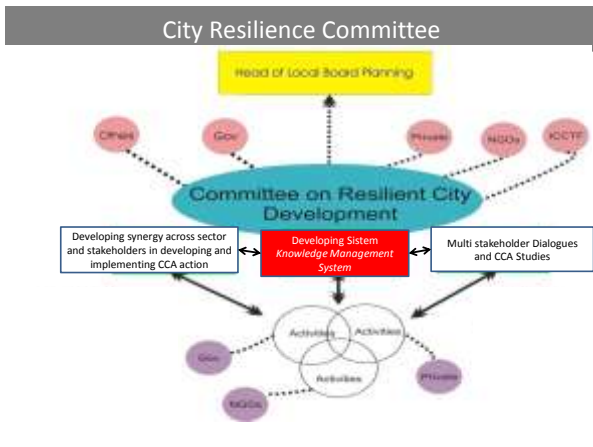 City Resilience Committee
Head of Local Board Planning
Others
Gov
Private
NGOs
ICCTF
Committee on Resilient City
Development
Developing synergy across sector
and stakeholders in developing and
implementing CCA action
Developing Sistem
Knowledge Management
System
Multi stakeholder Dialogues
and CCA Studies
Activities
Activities
Activities
Gov
Private
NGOs